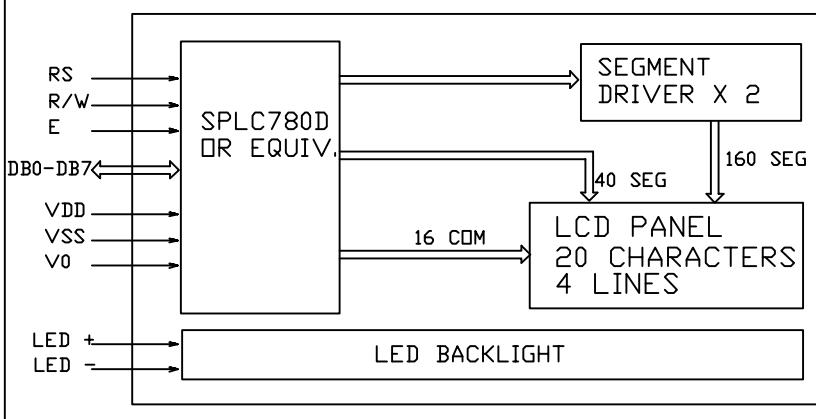 RS
R/W
E
DB0-DB7
VDD
VSS
V0
LED +
LED -
SPLC780D
OR EQUIV.
SEGMENT
DRIVER X 2
160 SEG
40 SEG
16 COM
LCD PANEL
20 CHARACTERS
4 LINES
LED BACKLIGHT